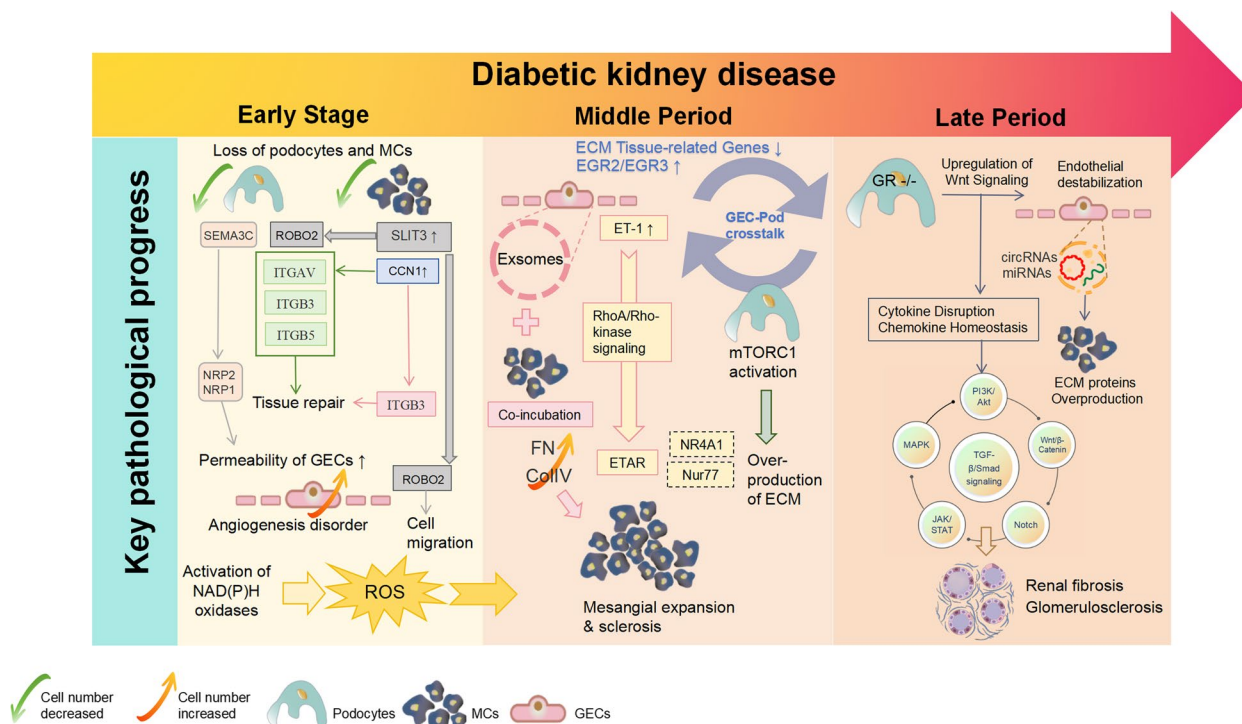 Diabetic kidney disease
Early Stage
Middle Period
Late Period
Key pathological progress
Loss of podocytes and MCs
SEMA3C
ROBO2
SLIT3 ↑
ITGAV
ITGB3
ITGB5
CCN1↑
NRP2
NRP1
Tissue repair
ITGB3
Permeability of GECs ↑
Angiogenesis disorder
ROBO2
Cell
migration
Activation of
NAD(P)H
oxidases
ROS
ECM Tissue-related Genes ↓
EGR2/EGR3 ↑
Exsomes
ET-1 ↑
GEC-Pod
crosstalk
RhoA/Rho-
kinase
signaling
mTORC1
activation
Co-incubation
FN
ColIV
ETAR
NR4A1
Nur77
Over-
production
of ECM
Mesangial expansion
& sclerosis
GR -/-
Upregulation of
Wnt Signaling
Endothelial
destabilization
circRNAs
miRNAs
Cytokine Disruption
Chemokine Homeostasis
ECM proteins
Overproduction
PI3K/
Akt
MAPK
Wnt/β-
Catenin
TGF-
β/Smad
signaling
JAK/
STAT
Notch
Renal fibrosis
Glomerulosclerosis
Cell number
decreased
Cell number
increased
Podocytes
MCs
GECs